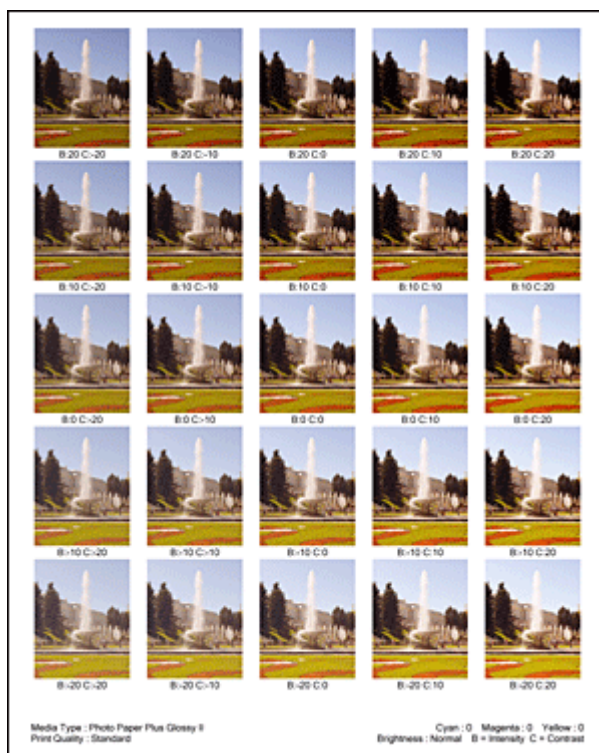 B:20 C:-20 B:20 C:-10 B:20 C:0 B:20 C:10 B:20 C:20
B:10 C:-20 B:10 C:-10 B:10 C:0 B:10 C:10 B:10 C:20
B:0 C:-20 B:0 C:-10 B:0 C:0 B:0 C:10 B:0 C:20
B:-10 C:-20 B:-10 C:-10 B:-10 C:0 B:-10 C:10 B:-10 C:20
B:-20 C:-20 B:-20 C:-10 B:-20 C:0 B:-20 C:10 B:-20 C:20
Media Type : Photo Paper Plus Glossy II Cyan : 0 Magenta : 0 Yellow : 0
Print Quality : Standard Brightness : Normal B = Intensity C = Contrast